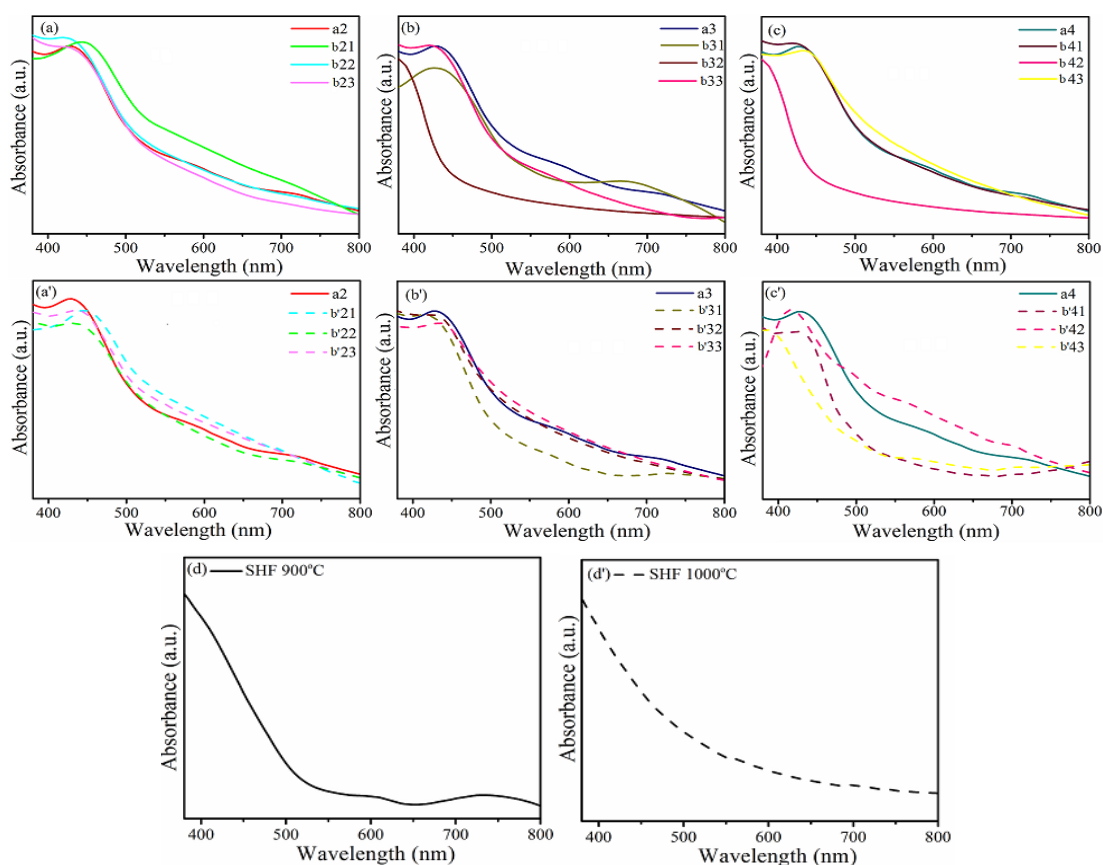 (a)
a2
b21
b22
b23
Absorbance (a.u.)
400 500 600 700 800
Wavelength (nm)
(b)
a3
b31
b32
b33
Absorbance (a.u.)
400 500 600 700 800
Wavelength (nm)
(c)
a4
b41
b42
b43
Absorbance (a.u.)
400 500 600 700 800
Wavelength (nm)
(a')
a2
b'21
b'22
b'23
Absorbance (a.u.)
400 500 600 700 800
Wavelength (nm)
(b')
a3
b'31
b'32
b'33
Absorbance (a.u.)
400 500 600 700 800
Wavelength (nm)
(c')
a4
b'41
b'42
b'43
Absorbance (a.u.)
400 500 600 700 800
Wavelength (nm)
(d) SHF 900°C
Absorbance (a.u.)
400 500 600 700 800
Wavelength (nm)
(d') SHF 1000°C
Absorbance (a.u.)
400 500 600 700 800
Wavelength (nm)